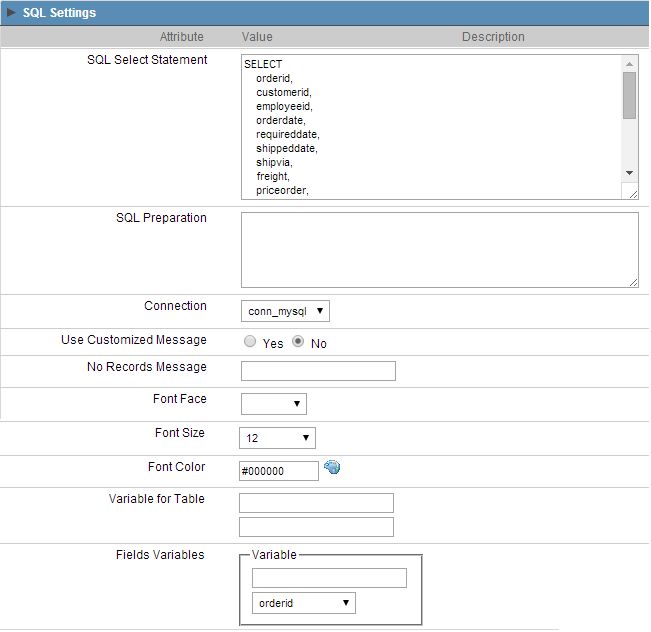 SQL Settings
Attribute Value Description
SQL Select Statement
SELECT
orderid,
customerid,
employeeid,
orderdate,
requireddate,
shippeddate,
shipvia,
freight,
priceorder,
SQL Preparation
Connection conn_mysql
Use Customized Message Yes No
No Records Message
Font Face
Font Size 12
Font Color #000000
Variable for Table
Fields Variables Variable
orderid